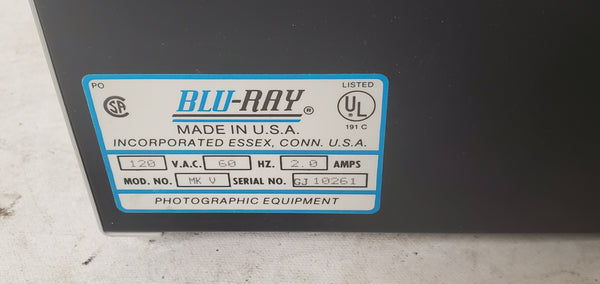 PO
LISTED
SA
BLU-RAY®
UL
191 C
MADE IN U.S.A.
INCORPORATED ESSEX, CONN. U.S.A.
120 V.A.C. 60 HZ. 2.0 AMPS
MOD. NO. MK V SERIAL NO. GJ 10261
PHOTOGRAPHIC EQUIPMENT